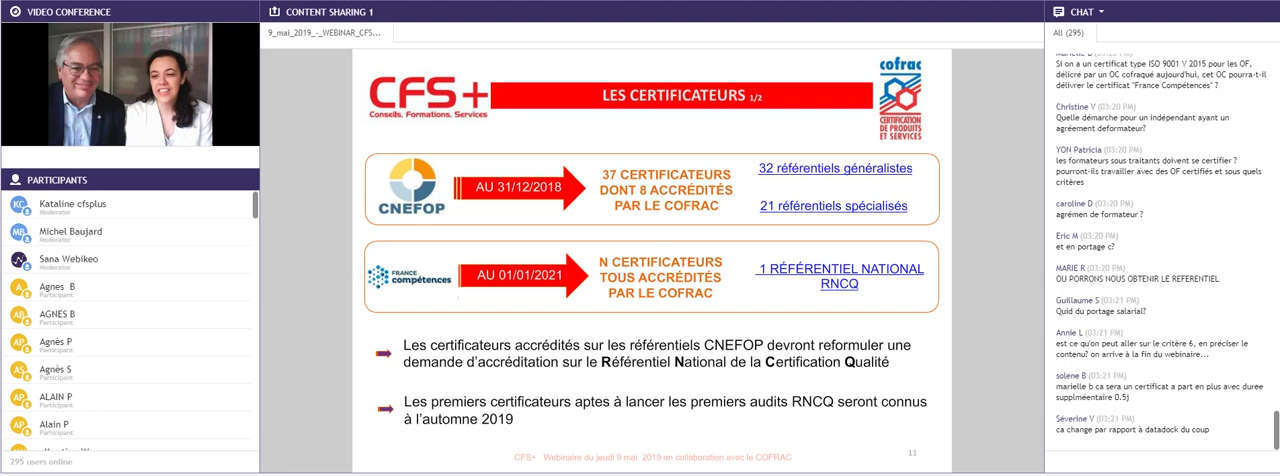 VIDEO CONFERENCE
PARTICIPANTS
KC
Kataline cfsplus
Moderator
MB
Michel Baujard
Moderator
Sana Webikeo
Moderator
A
Agnes B
Participant
AB
AGNES B
Participant
AP
Agnès P
Participant
AS
Agnès S
Participant
AP
ALAIN P
Participant
AP
Alain P
Participant
295 users online
CONTENT SHARING 1
9_mai_2019_-_WEBINAR_CFS...
CFS+
Conseils, Formations, Services
LES CERTIFICATEURS 1/2
cofrac
CERTIFICATION
DE PRODUITS
ET SERVICES
CNEFOP
AU 31/12/2018
37 CERTIFICATEURS
DONT 8 ACCRÉDITÉS
PAR LE COFRAC
32 référentiels généralistes
21 référentiels spécialisés
FRANCE
compétences
AU 01/01/2021
N CERTIFICATEURS
TOUS ACCRÉDITÉS
PAR LE COFRAC
1 RÉFÉRENTIEL NATIONAL
RNCQ
Les certificateurs accrédités sur les référentiels CNEFOP devront reformuler une
demande d'accréditation sur le Référentiel National de la Certification Qualité
Les premiers certificateurs aptes à lancer les premiers audits RNCQ seront connus
à l'automne 2019
CFS+ Webinaire du jeudi 9 mai 2019 en collaboration avec le COFRAC
11
CHAT
All (295)
Marielle B (03:20 PM)
Si on a un certificat type ISO 9001 V 2015 pour les OF,
délicré par un OC cofraqué aujourd'hui, cet OC pourra-t-il
délivrer le certificat "France Compétences" ?
Christine V (03:20 PM)
Quelle démarche pour un indépendant ayant un
agréement deformateur?
YON Patricia (03:20 PM)
les formateurs sous traitants doivent se certifier ?
pourront-ils travailler avec des OF certifiés et sous quels
critères
caroline D (03:20 PM)
agrémen de formateur ?
Eric M (03:20 PM)
et en portage c?
MARIE R (03:20 PM)
OU PORRONS NOUS OBTENIR LE REFERENTIEL
Guillaume S (03:21 PM)
Quid du portage salarial?
Annie L (03:21 PM)
est ce qu'on peut aller sur le critère 6, en préciser le
contenu? on arrive à la fin du webinaire...
solene B (03:21 PM)
marielle b ca sera un certificat a part en plus avec duree
supplméentaire 0.5j
Séverine V (03:21 PM)
ca change par rapport à datadock du coup